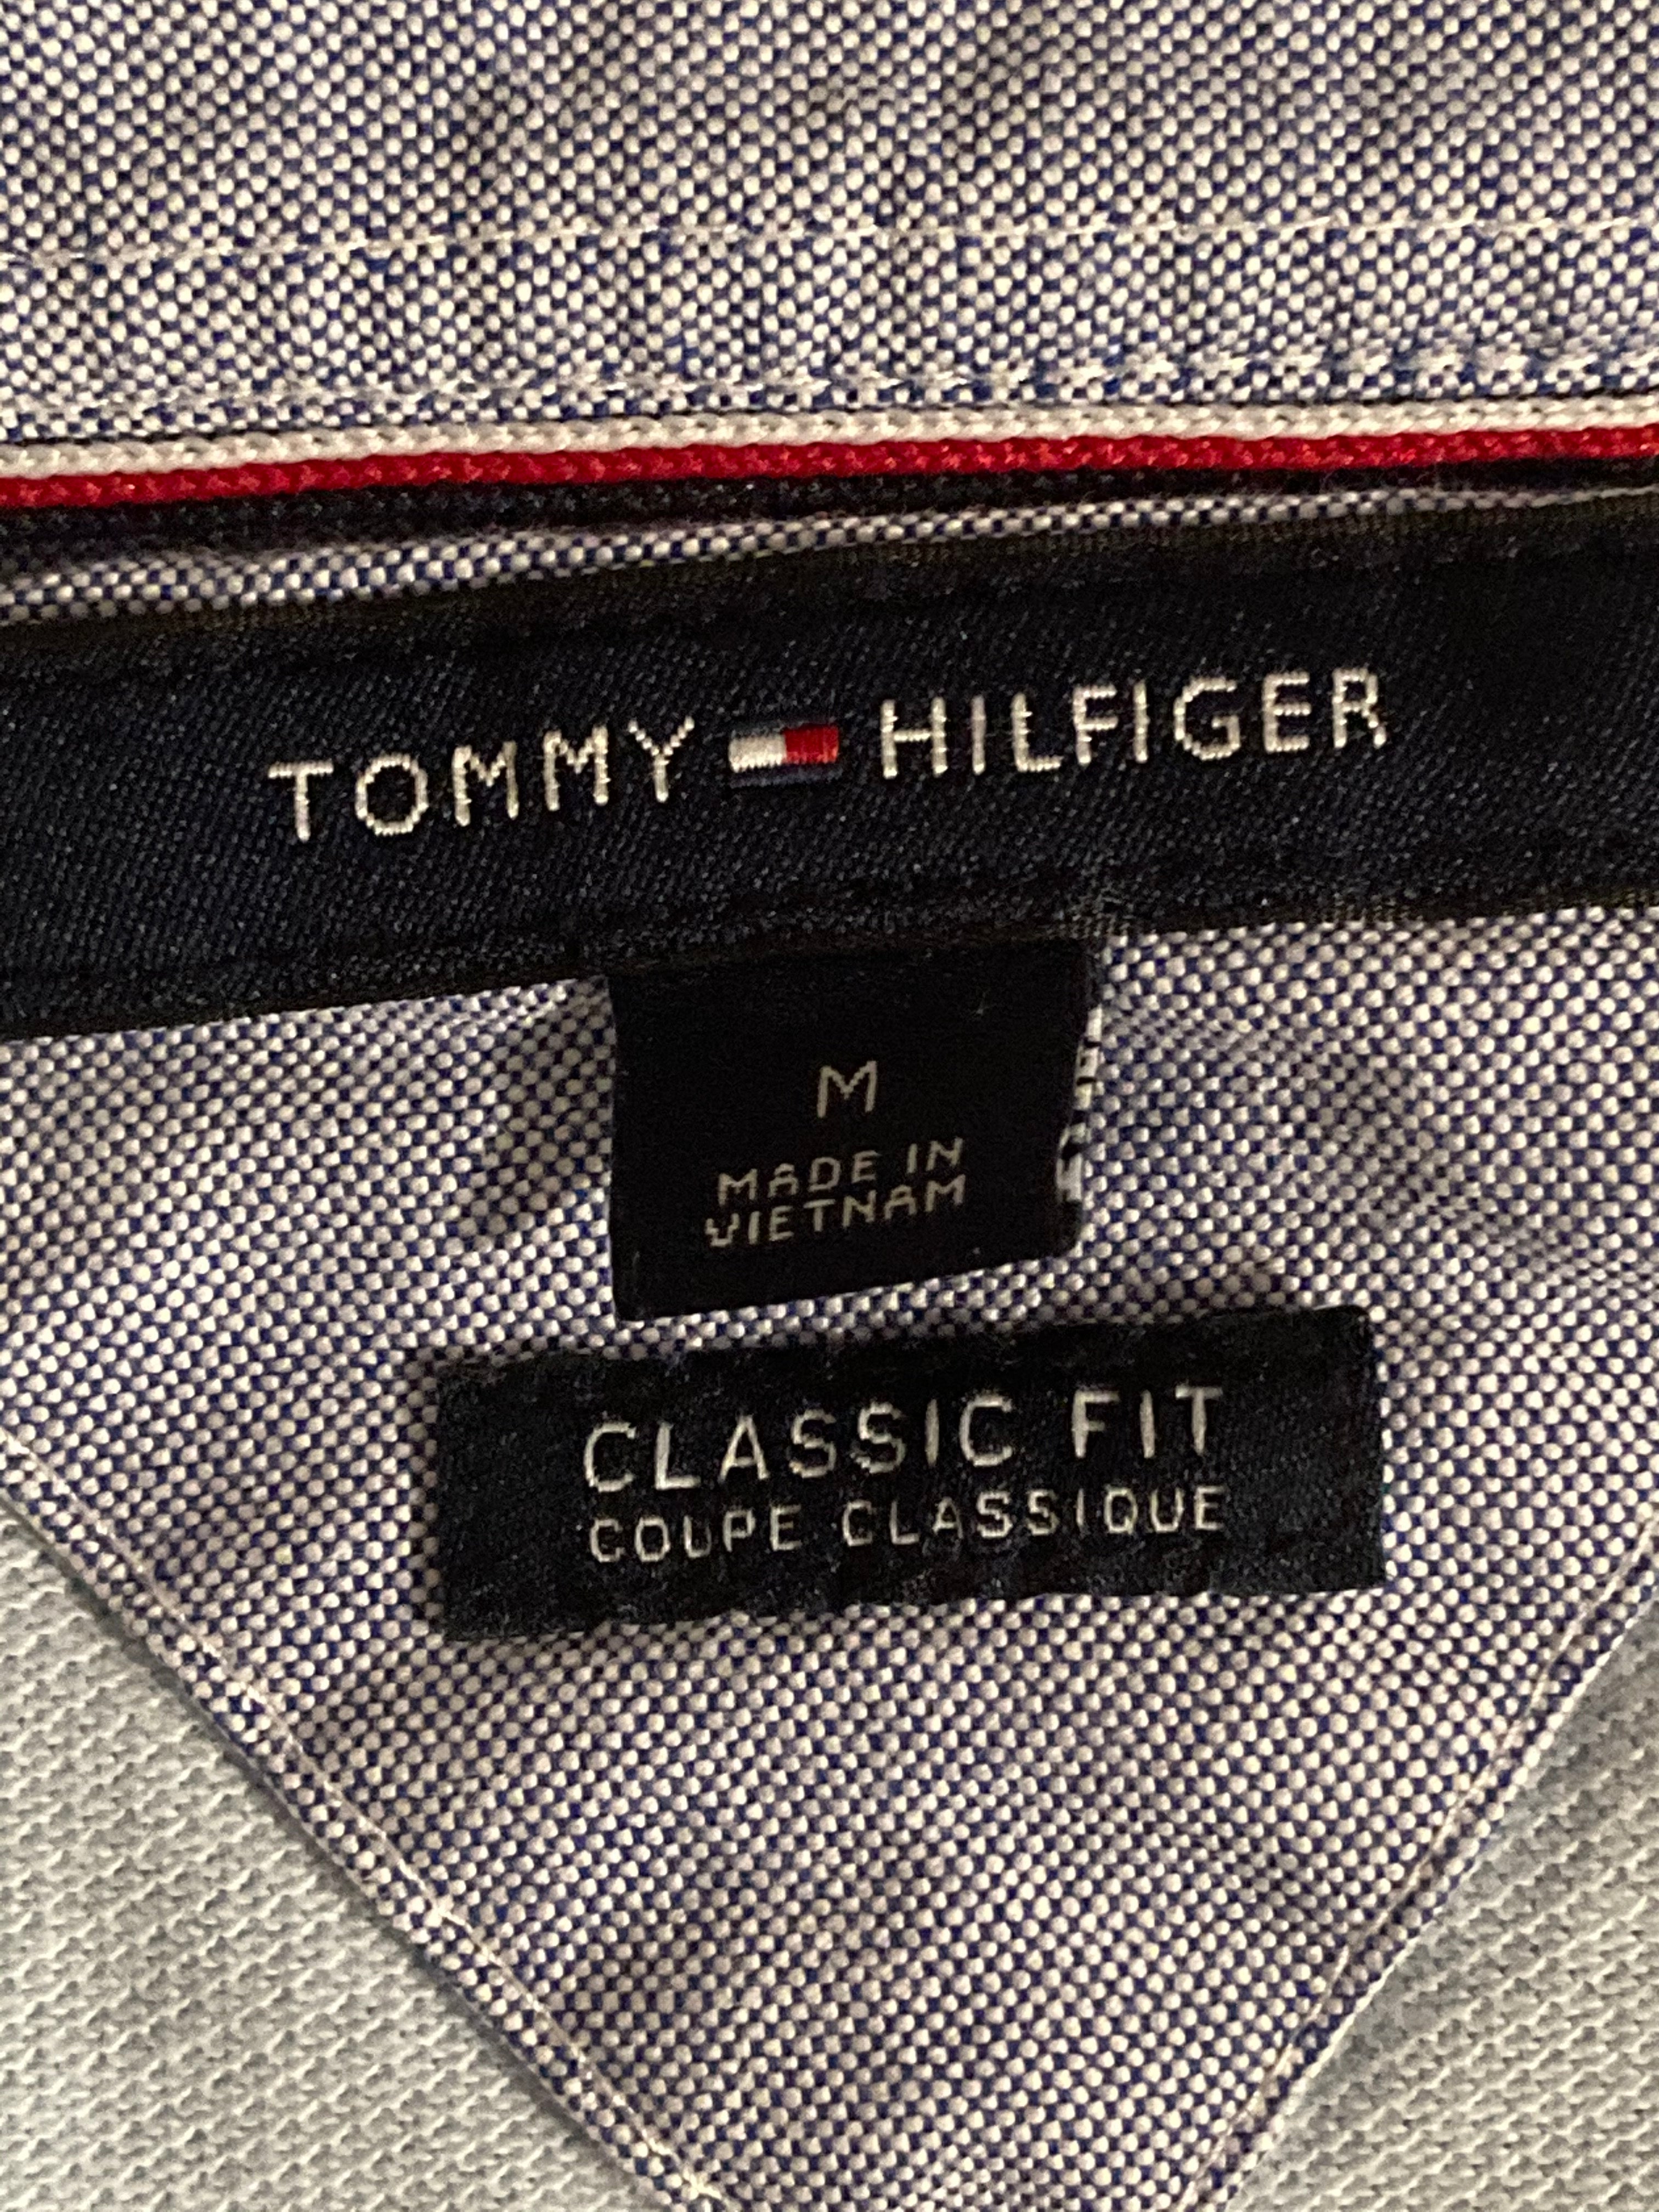 TOMMY HILFIGER
M
MADE IN
VIETNAM
CLASSIC FIT
COUPE CLASSIQUE